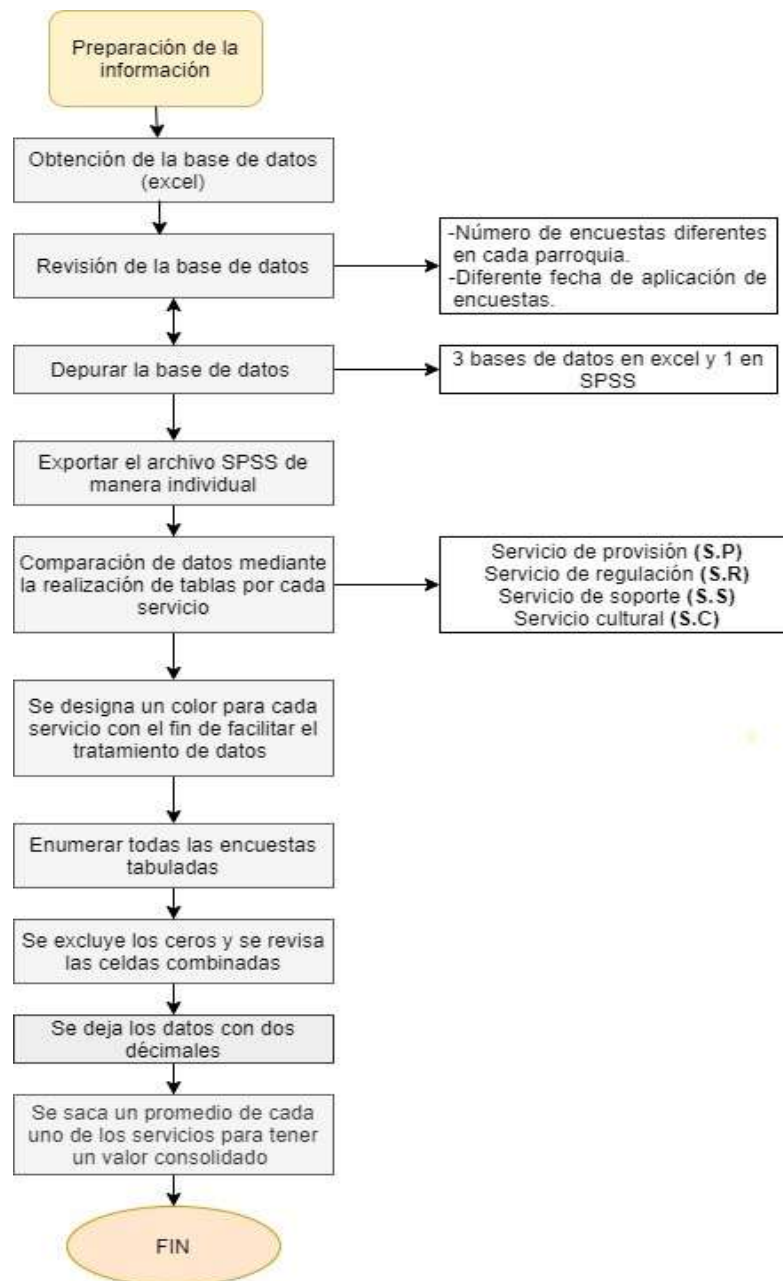 Preparación de la
información
Obtención de la base de datos
(excel)
Revisión de la base de datos
-Número de encuestas diferentes
en cada parroquia.
-Diferente fecha de aplicación de
encuestas.
Depurar la base de datos
3 bases de datos en excel y 1 en
SPSS
Exportar el archivo SPSS de
manera individual
Comparación de datos mediante
la realización de tablas por cada
servicio
Servicio de provisión (S.P)
Servicio de regulación (S.R)
Servicio de soporte (S.S)
Servicio cultural (S.C)
Se designa un color para cada
servicio con el fin de facilitar el
tratamiento de datos
Enumerar todas las encuestas
tabuladas
Se excluye los ceros y se revisa
las celdas combinadas
Se deja los datos con dos
décimales
Se saca un promedio de cada
uno de los servicios para tener
un valor consolidado
FIN